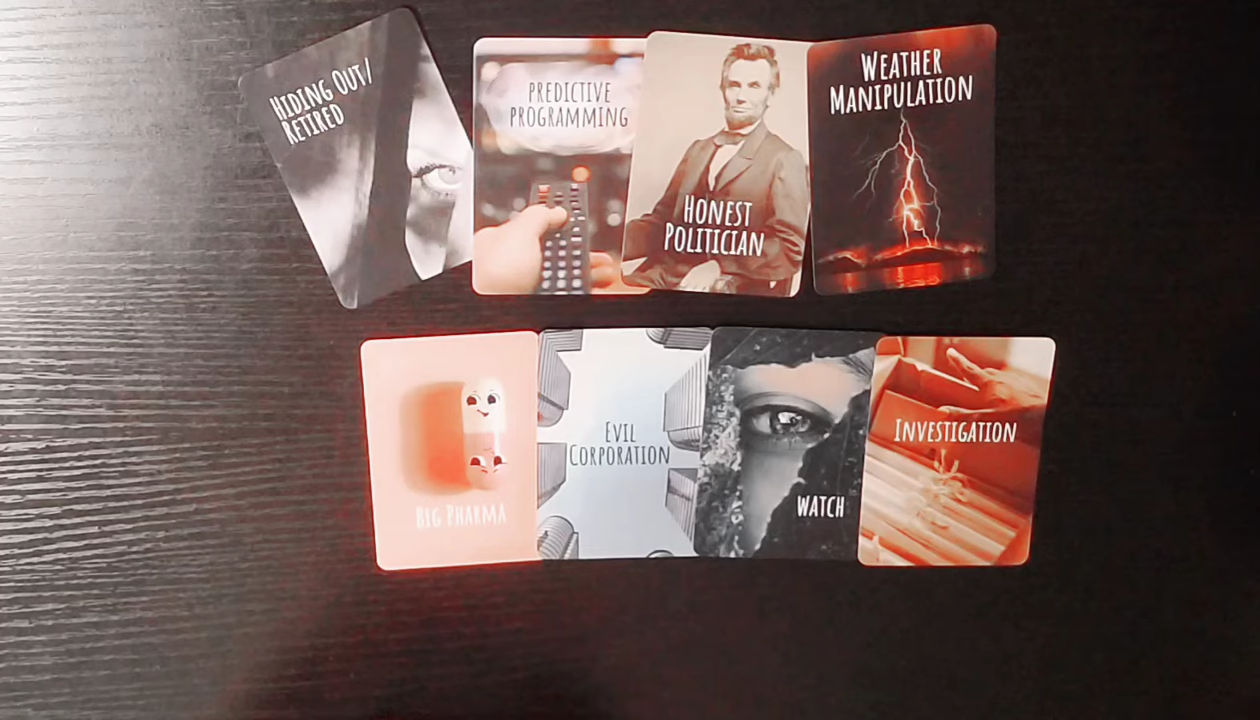 Hiding Out/
Retired
Predictive
Programming
Honest
Politician
Weather
Manipulation
Big Pharma
Evil
Corporation
Watch
Investigation